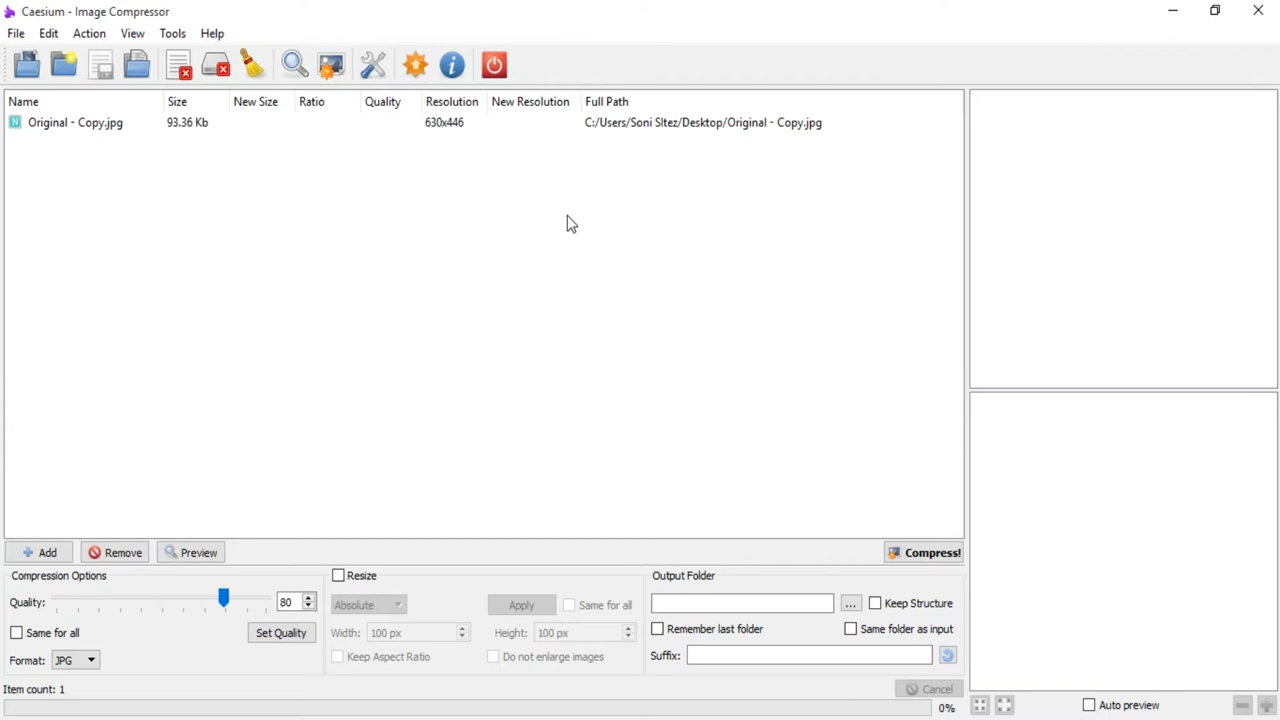 Caesium - Image Compressor
File Edit Action View Tools Help
Name Size New Size Ratio Quality Resolution New Resolution Full Path
N Original - Copy.jpg 93.36 Kb 630x446 C:/Users/Soni Sltez/Desktop/Original - Copy.jpg
Add Remove Preview Compress!
Compression Options Resize Output Folder
Quality: 80 Absolute Apply Same for all ... Keep Structure
Same for all Set Quality Width: 100 px Height: 100 px Remember last folder Same folder as input
Format: JPG Keep Aspect Ratio Do not enlarge images Suffix:
Item count: 1 Cancel
0% Auto preview